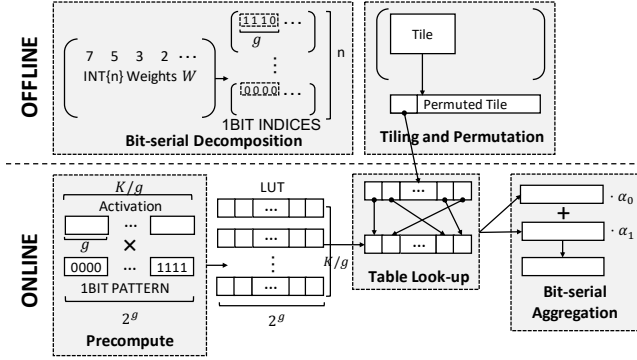 OFFLINE
7 5 3 2 ...
INT{n} Weights W
1110 ...
g
⋮
0000 ...
n
1BIT INDICES
Bit-serial Decomposition
Tile
Permuted Tile
Tiling and Permutation
ONLINE
K/g
Activation
...
g
×
0000 ... 1111
1BIT PATTERN
2^g
Precompute
LUT
...
...
⋮
...
K/g
2^g
...
...
Table Look-up
· α₀
+
· α₁
Bit-serial
Aggregation